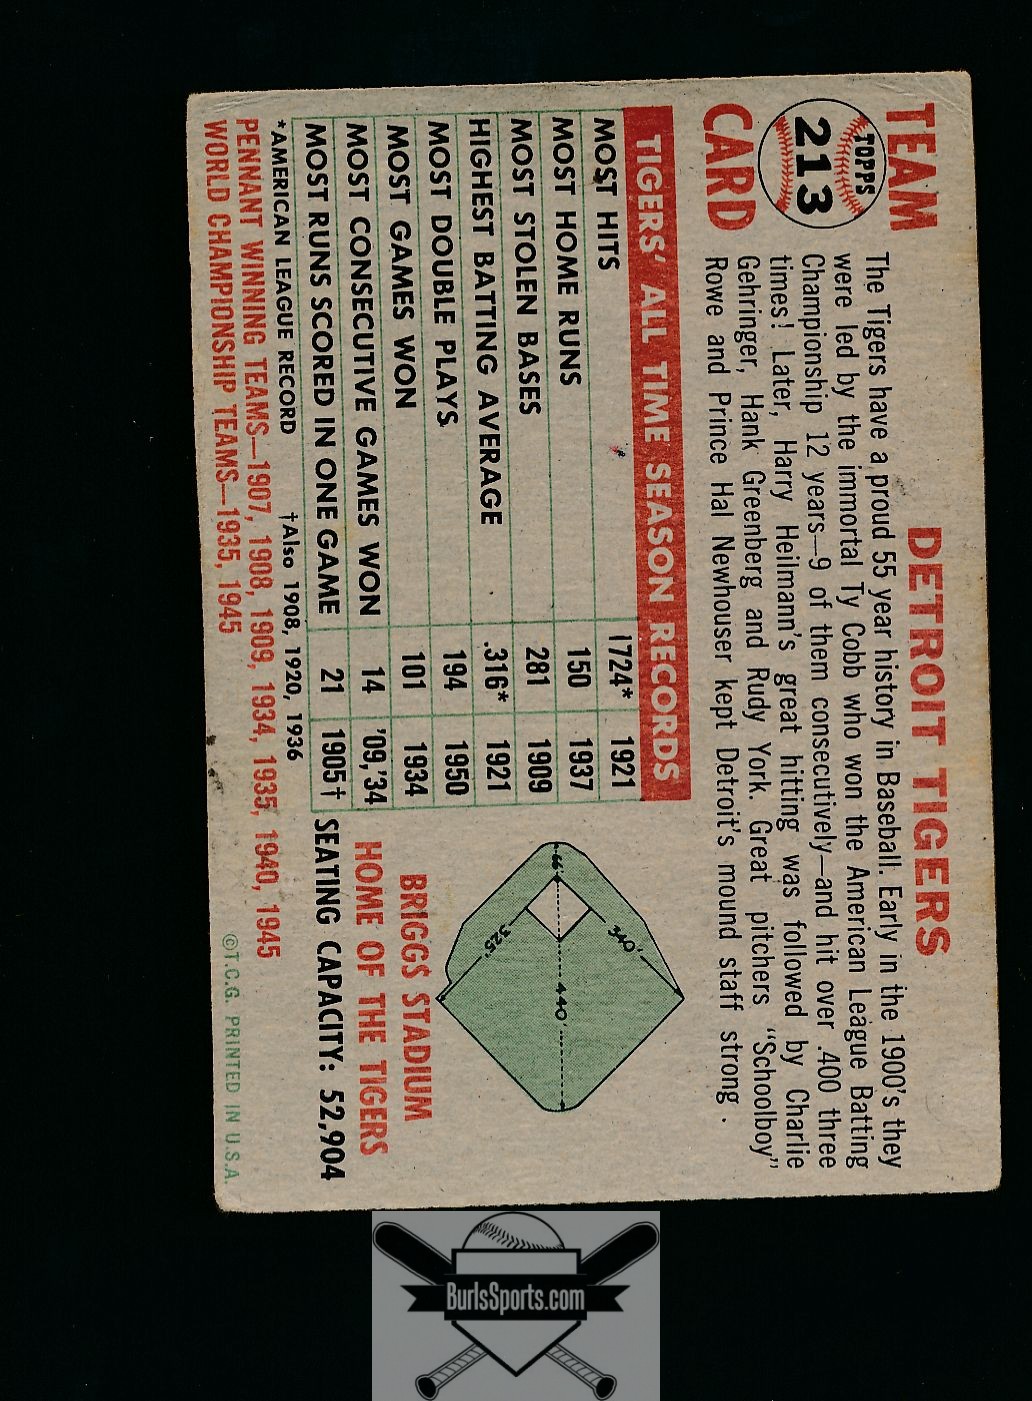 TEAM
TOPPS
213
CARD
DETROIT TIGERS
The Tigers have a proud 55 year history in Baseball. Early in the 1900's they
were led by the immortal Ty Cobb who won the American League Batting
Championship 12 years—9 of them consecutively—and hit over .400 three
times! Later, Harry Heilmann's great hitting was followed by Charlie
Gehringer, Hank Greenberg and Rudy York. Great pitchers "Schoolboy"
Rowe and Prince Hal Newhouser kept Detroit's mound staff strong.
TIGERS' ALL TIME SEASON RECORDS
MOST HITS 1724* 1921
MOST HOME RUNS 150 1937
MOST STOLEN BASES 281 1909
HIGHEST BATTING AVERAGE .316* 1921
MOST DOUBLE PLAYS 194 1950
MOST GAMES WON 101 1934
MOST CONSECUTIVE GAMES WON 14 '09,'34
MOST RUNS SCORED IN ONE GAME 21 1905†
*AMERICAN LEAGUE RECORD †Also 1908, 1920, 1936
PENNANT WINNING TEAMS—1907, 1908, 1909, 1934, 1935, 1940, 1945
WORLD CHAMPIONSHIP TEAMS—1935, 1945
66'
340'
325'
440'
BRIGGS STADIUM
HOME OF THE TIGERS
SEATING CAPACITY: 52,904
©T.C.G. PRINTED IN U.S.A.
BurlsSports.com